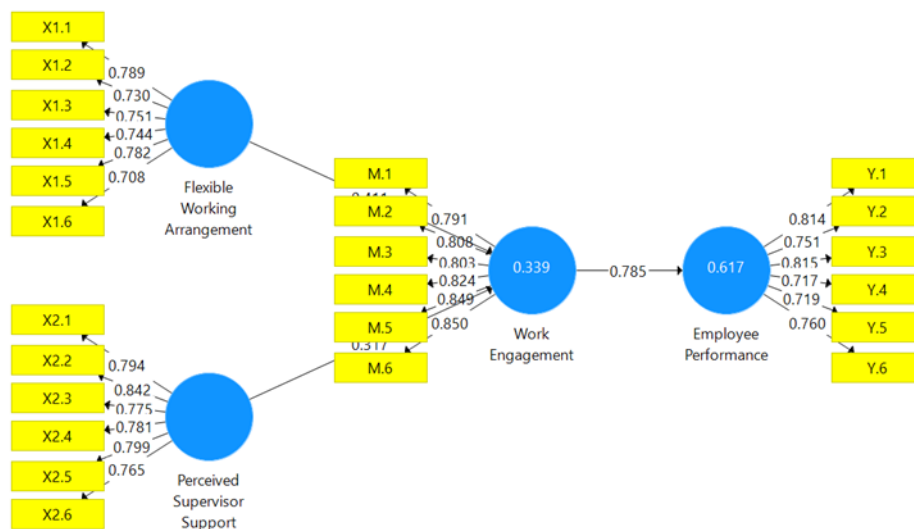 X1.1
X1.2
X1.3
X1.4
X1.5
X1.6
0.789
0.730
0.751
0.744
0.782
0.708
Flexible
Working
Arrangement
X2.1
X2.2
X2.3
X2.4
X2.5
X2.6
0.794
0.842
0.775
0.781
0.799
0.765
Perceived
Supervisor
Support
0.317
M.1
M.2
M.3
M.4
M.5
M.6
0.791
0.808
0.803
0.824
0.849
0.850
0.339
Work
Engagement
0.785
0.617
Employee
Performance
0.814
0.751
0.815
0.717
0.719
0.760
Y.1
Y.2
Y.3
Y.4
Y.5
Y.6